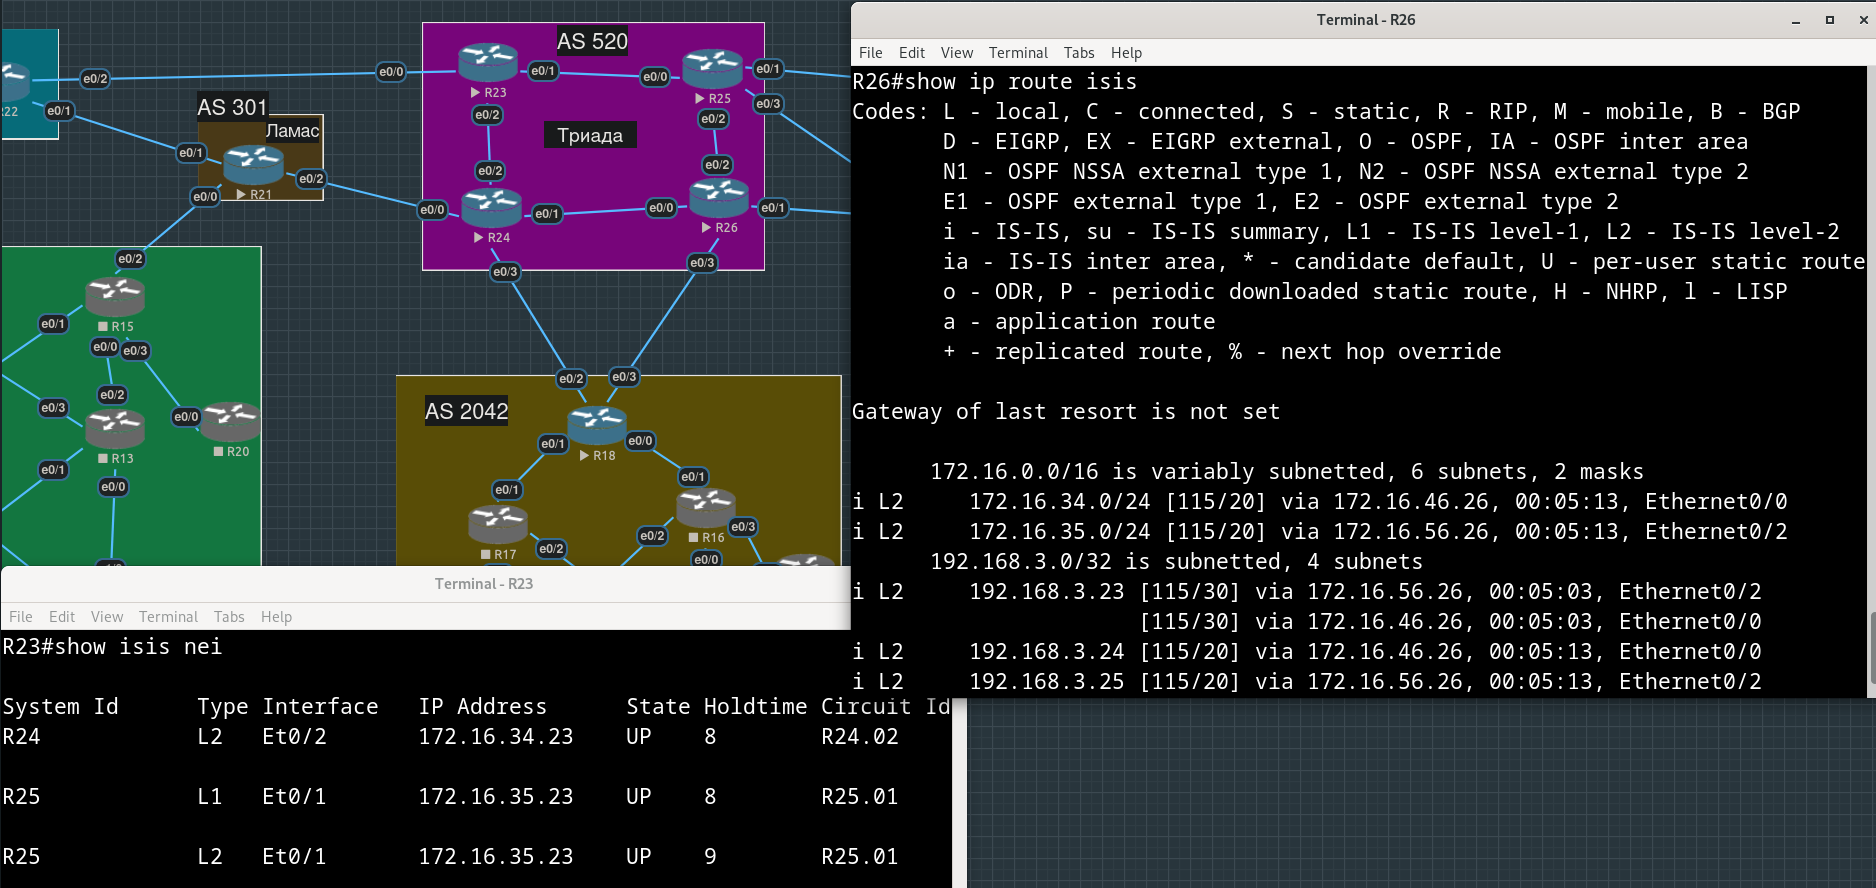 AS 520
e0/2
e0/0
e0/1
e0/0
e0/1
R23
R25
R22
e0/1
AS 301
e0/2
e0/2
e0/3
Ламас
Триада
e0/1
e0/2
e0/2
e0/2
R21
e0/0
e0/0
e0/1
e0/0
e0/1
R24
R26
e0/2
e0/3
e0/3
R15
e0/1
e0/0
e0/3
e0/2
e0/3
e0/2
e0/3
e0/0
AS 2042
R13
R20
e0/1
e0/0
R18
e0/1
e0/0
e0/1
e0/1
R17
R16
e0/2
e0/2
e0/3
e0/0
Terminal - R26
File Edit View Terminal Tabs Help
R26#show ip route isis
Codes: L - local, C - connected, S - static, R - RIP, M - mobile, B - BGP
D - EIGRP, EX - EIGRP external, O - OSPF, IA - OSPF inter area
N1 - OSPF NSSA external type 1, N2 - OSPF NSSA external type 2
E1 - OSPF external type 1, E2 - OSPF external type 2
i - IS-IS, su - IS-IS summary, L1 - IS-IS level-1, L2 - IS-IS level-2
ia - IS-IS inter area, * - candidate default, U - per-user static route
o - ODR, P - periodic downloaded static route, H - NHRP, l - LISP
a - application route
+ - replicated route, % - next hop override
Gateway of last resort is not set
172.16.0.0/16 is variably subnetted, 6 subnets, 2 masks
i L2 172.16.34.0/24 [115/20] via 172.16.46.26, 00:05:13, Ethernet0/0
i L2 172.16.35.0/24 [115/20] via 172.16.56.26, 00:05:13, Ethernet0/2
192.168.3.0/32 is subnetted, 4 subnets
i L2 192.168.3.23 [115/30] via 172.16.56.26, 00:05:03, Ethernet0/2
[115/30] via 172.16.46.26, 00:05:03, Ethernet0/0
i L2 192.168.3.24 [115/20] via 172.16.46.26, 00:05:13, Ethernet0/0
i L2 192.168.3.25 [115/20] via 172.16.56.26, 00:05:13, Ethernet0/2
Terminal - R23
File Edit View Terminal Tabs Help
R23#show isis nei
System Id Type Interface IP Address State Holdtime Circuit Id
R24 L2 Et0/2 172.16.34.23 UP 8 R24.02
R25 L1 Et0/1 172.16.35.23 UP 8 R25.01
R25 L2 Et0/1 172.16.35.23 UP 9 R25.01